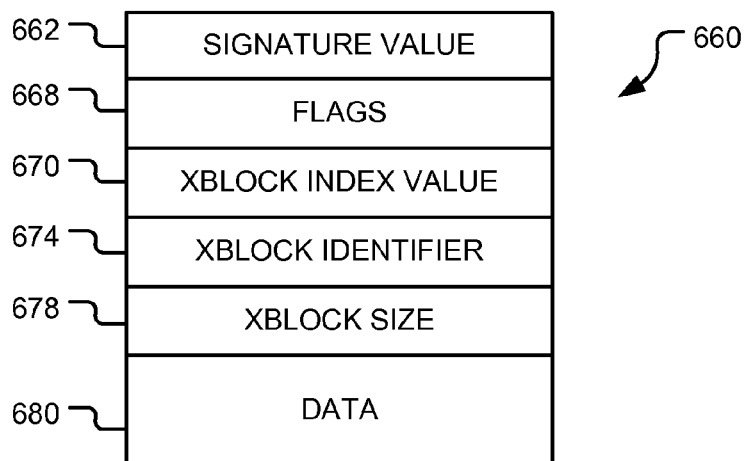 662 SIGNATURE VALUE 660
668 FLAGS
670 XBLOCK INDEX VALUE
674 XBLOCK IDENTIFIER
678 XBLOCK SIZE
680 DATA